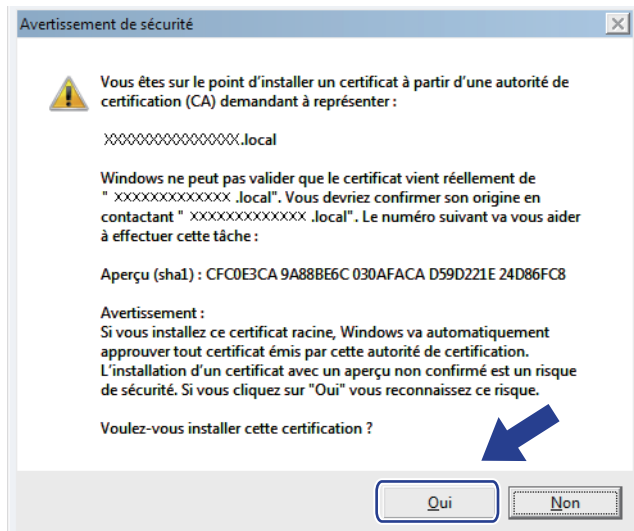 Avertissement de sécurité
Vous êtes sur le point d'installer un certificat à partir d'une autorité de
certification (CA) demandant à représenter :
XXXXXXXXXXXXXXX.local
Windows ne peut pas valider que le certificat vient réellement de
" XXXXXXXXXXXXX .local". Vous devriez confirmer son origine en
contactant " XXXXXXXXXXXXX .local". Le numéro suivant va vous aider
à effectuer cette tâche :
Aperçu (sha1) : CFC0E3CA 9A88BE6C 030AFACA D59D221E 24D86FC8
Avertissement :
Si vous installez ce certificat racine, Windows va automatiquement
approuver tout certificat émis par cette autorité de certification.
L'installation d'un certificat avec un aperçu non confirmé est un risque
de sécurité. Si vous cliquez sur "Oui" vous reconnaissez ce risque.
Voulez-vous installer cette certification ?
Oui
Non